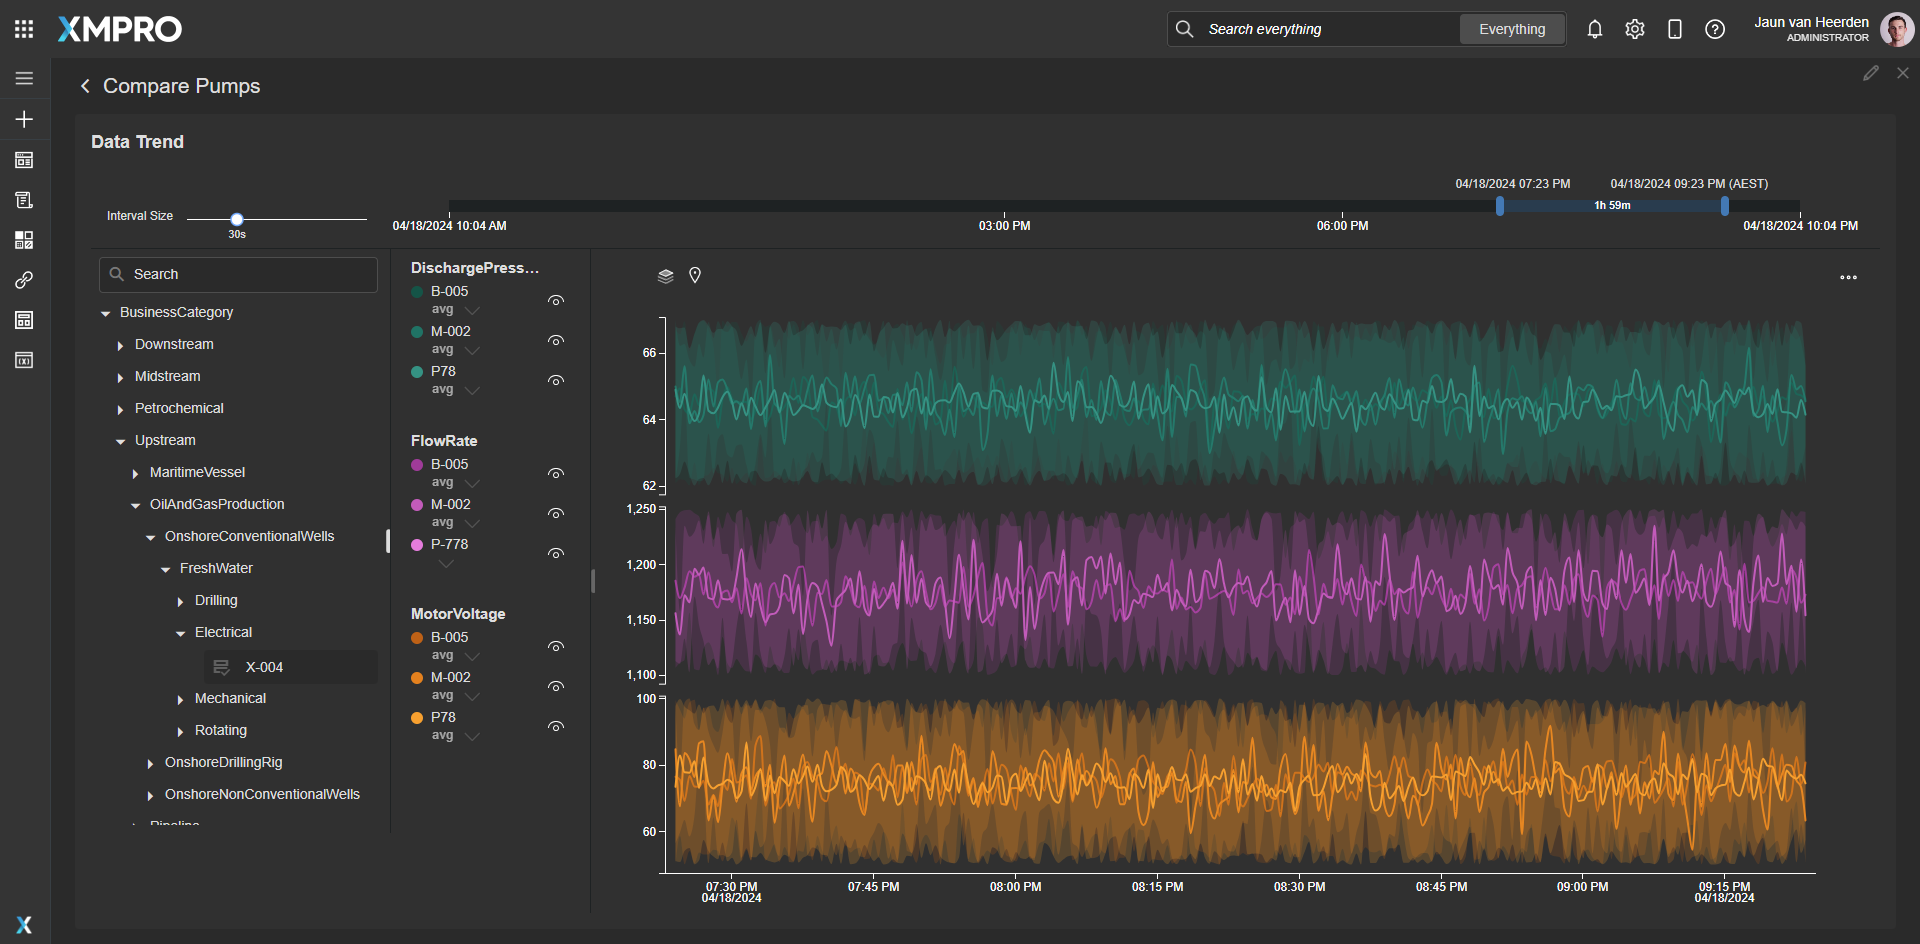 XMPRO
Search everything
Everything
Jaun van Heerden
ADMINISTRATOR
Compare Pumps
Data Trend
04/18/2024 07:23 PM
04/18/2024 09:23 PM (AEST)
Interval Size
30s
1h 59m
04/18/2024 10:04 AM
03:00 PM
06:00 PM
04/18/2024 10:04 PM
Search
BusinessCategory
Downstream
Midstream
Petrochemical
Upstream
MaritimeVessel
OilAndGasProduction
OnshoreConventionalWells
FreshWater
Drilling
Electrical
X-004
Mechanical
Rotating
OnshoreDrillingRig
OnshoreNonConventionalWells
Pipeline
DischargePress...
B-005
avg
M-002
avg
P78
avg
FlowRate
B-005
avg
M-002
avg
P-778
MotorVoltage
B-005
avg
M-002
avg
P78
avg
66
64
62
1,250
1,200
1,150
1,100
100
80
60
07:30 PM
04/18/2024
07:45 PM
08:00 PM
08:15 PM
08:30 PM
08:45 PM
09:00 PM
09:15 PM
04/18/2024